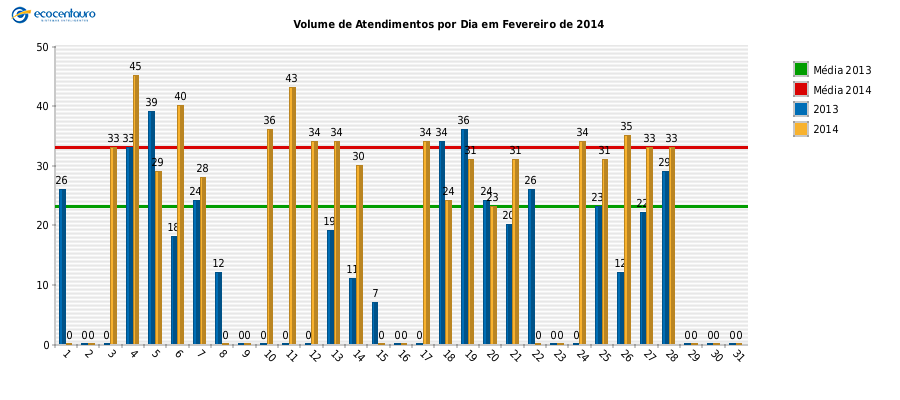 ecocentauro
Volume de Atendimentos por Dia em Fevereiro de 2014
50
40
30
20
10
0
26 0 0 0 0 33 33 45 39 29 18 40 24 28 12 0 0 0 0 36 0 43 0 34 19 34 11 30 7 0 0 0 0 34 34 24 36 31 24 23 20 31 26 0 0 0 0 34 23 31 12 35 22 33 29 33 0 0 0 0 0 0
1 2 3 4 5 6 7 8 9 10 11 12 13 14 15 16 17 18 19 20 21 22 23 24 25 26 27 28 29 30 31
Média 2013
Média 2014
2013
2014